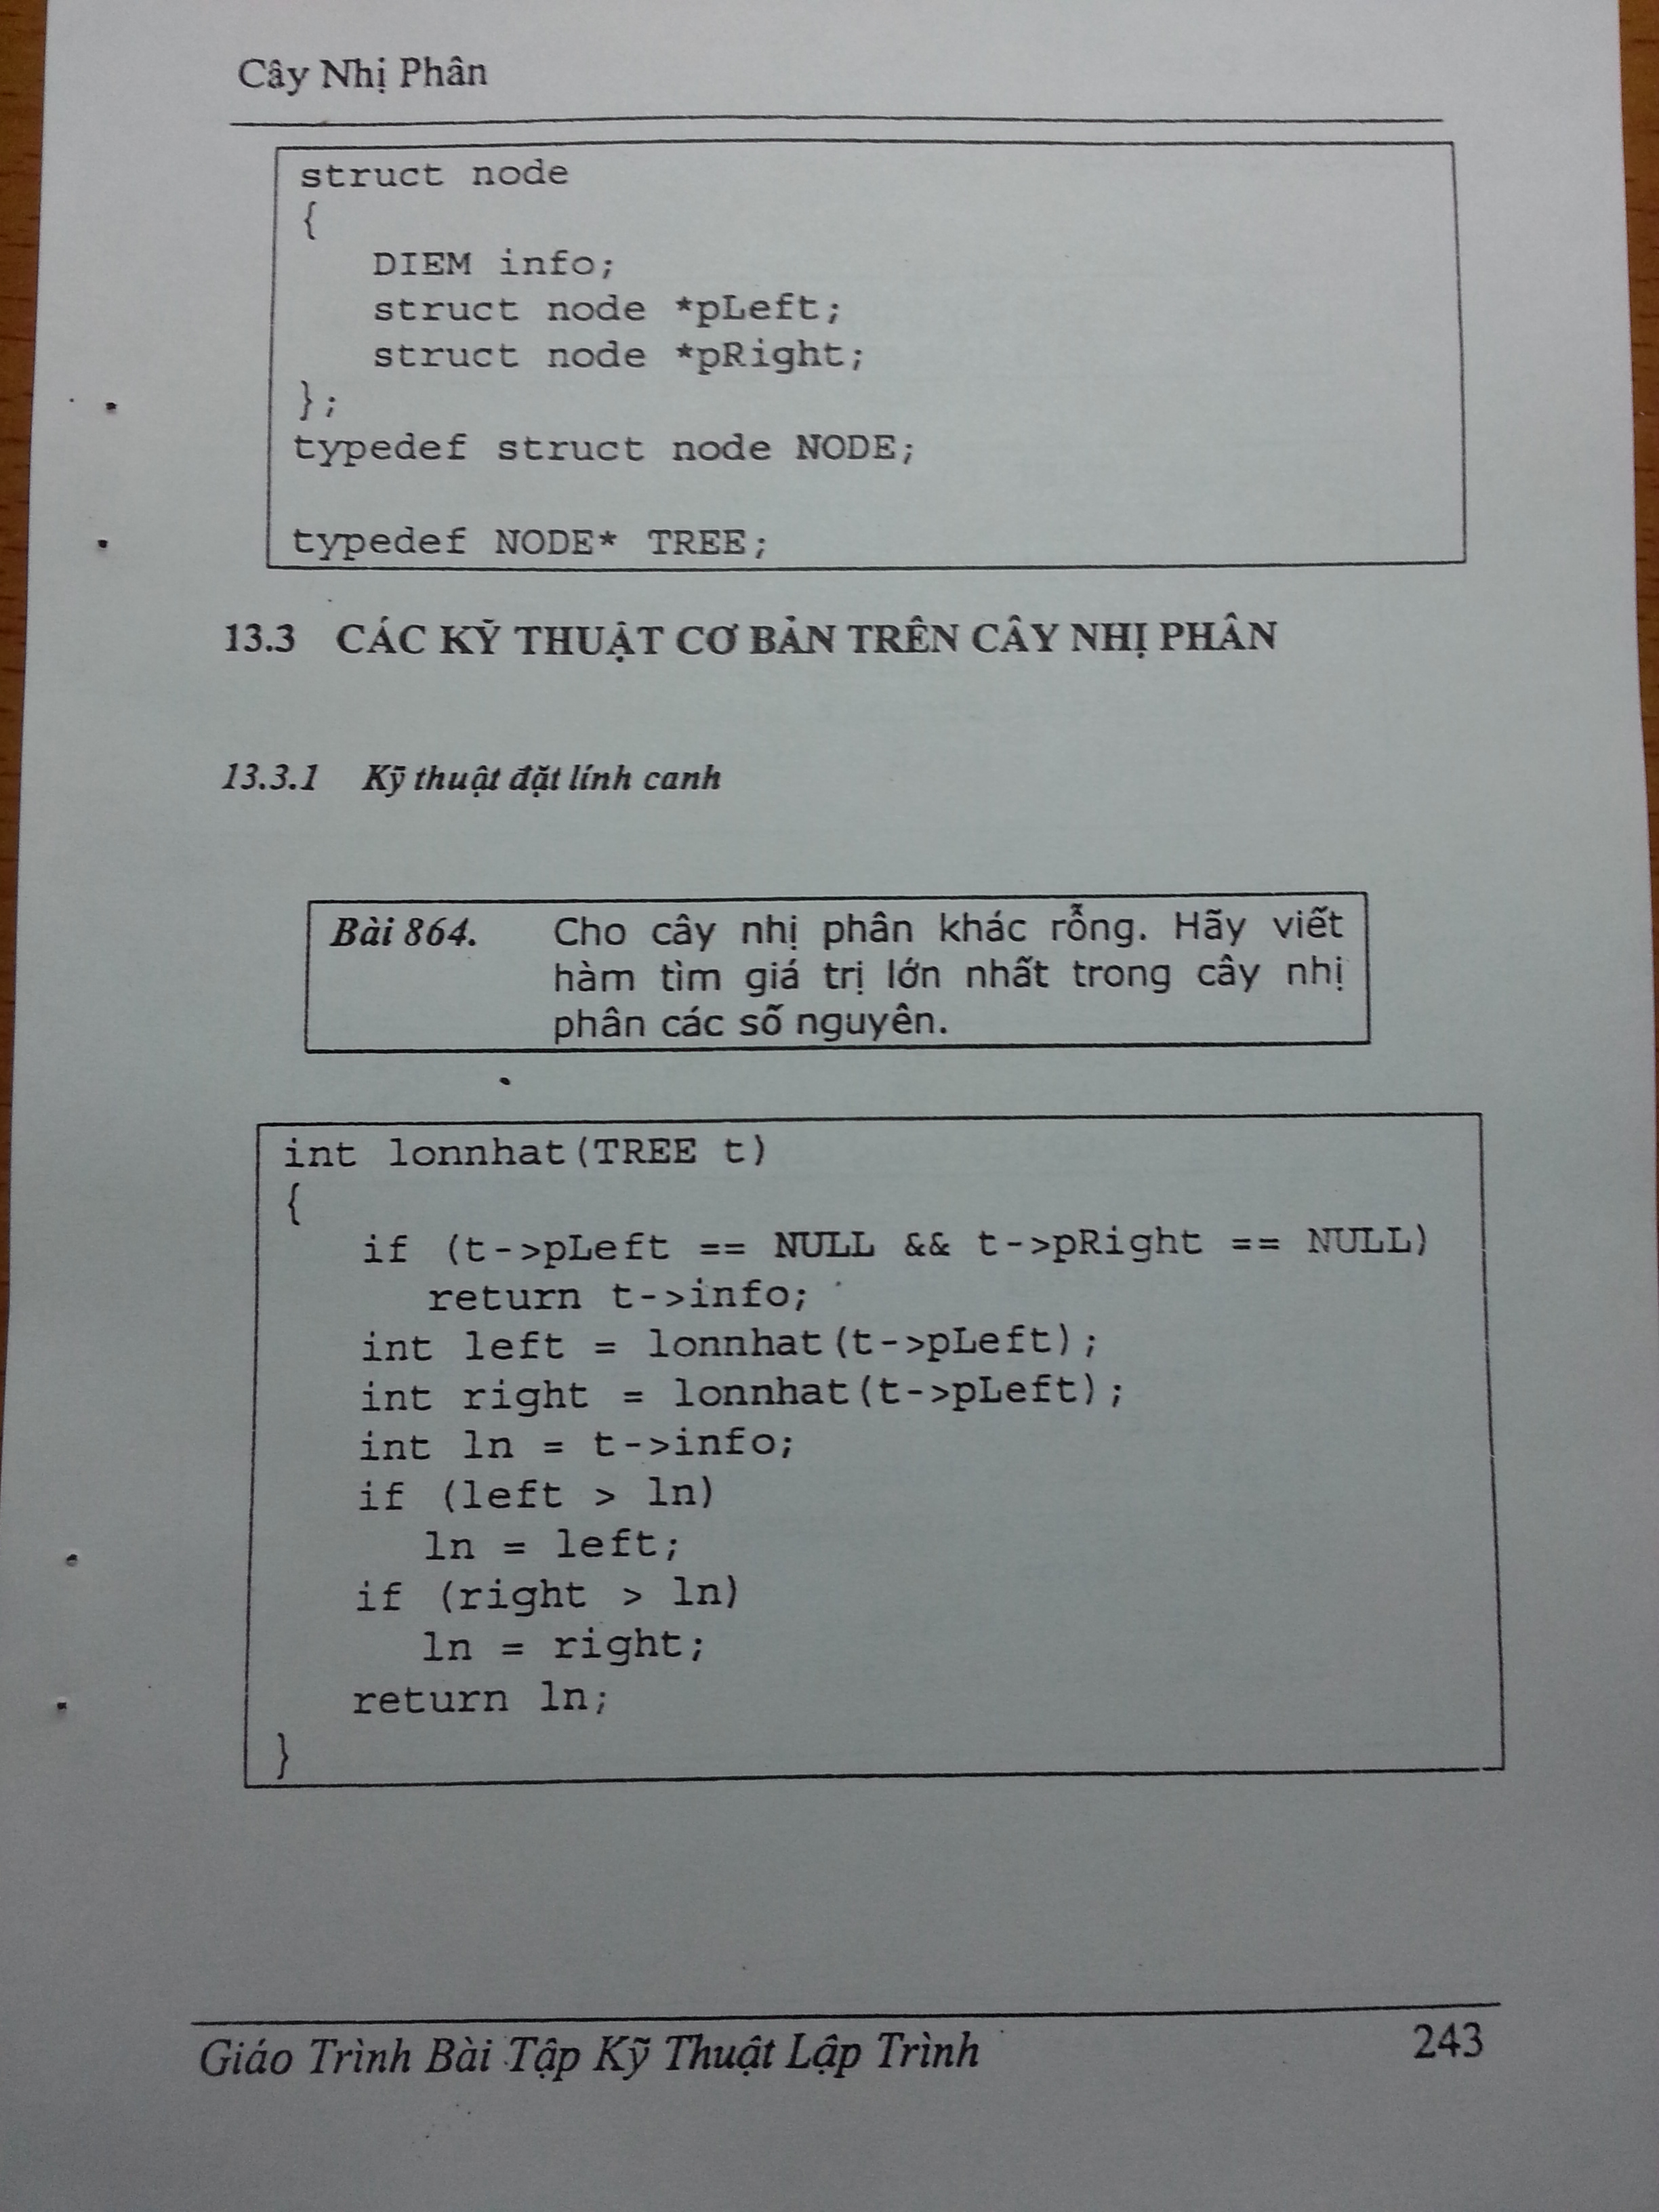 Cây Nhị Phân
struct node
{
DIEM info;
struct node *pLeft;
struct node *pRight;
};
typedef struct node NODE;
typedef NODE* TREE;
13.3 CÁC KỸ THUẬT CƠ BẢN TRÊN CÂY NHỊ PHÂN
13.3.1 Kỹ thuật đặt lính canh
Bài 864. Cho cây nhị phân khác rỗng. Hãy viết
hàm tìm giá trị lớn nhất trong cây nhị
phân các số nguyên.
int lonnhat(TREE t)
{
if (t->pLeft == NULL && t->pRight == NULL)
return t->info;
int left = lonnhat(t->pLeft);
int right = lonnhat(t->pLeft);
int ln = t->info;
if (left > ln)
ln = left;
if (right > ln)
ln = right;
return ln;
}
Giáo Trình Bài Tập Kỹ Thuật Lập Trình 243